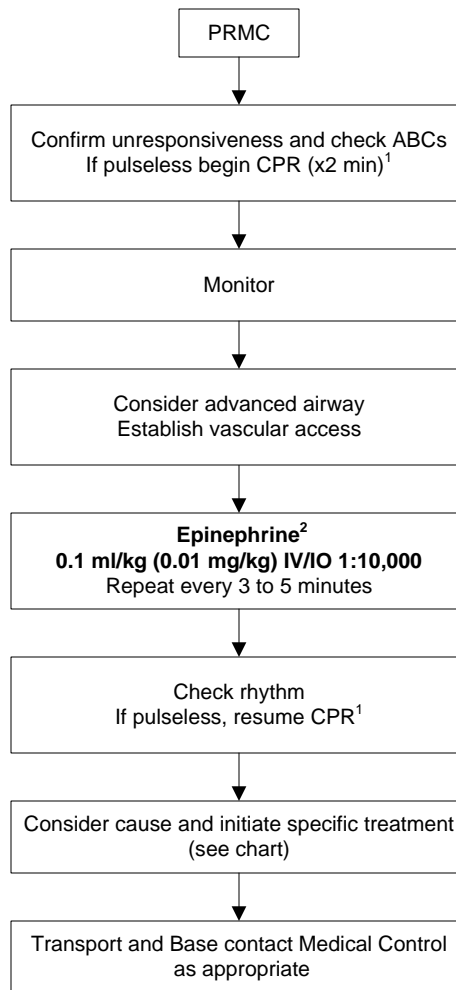 PRMC
Confirm unresponsiveness and check ABCs
If pulseless begin CPR (x2 min)¹
Monitor
Consider advanced airway
Establish vascular access
Epinephrine²
0.1 ml/kg (0.01 mg/kg) IV/IO 1:10,000
Repeat every 3 to 5 minutes
Check rhythm
If pulseless, resume CPR¹
Consider cause and initiate specific treatment
(see chart)
Transport and Base contact Medical Control
as appropriate